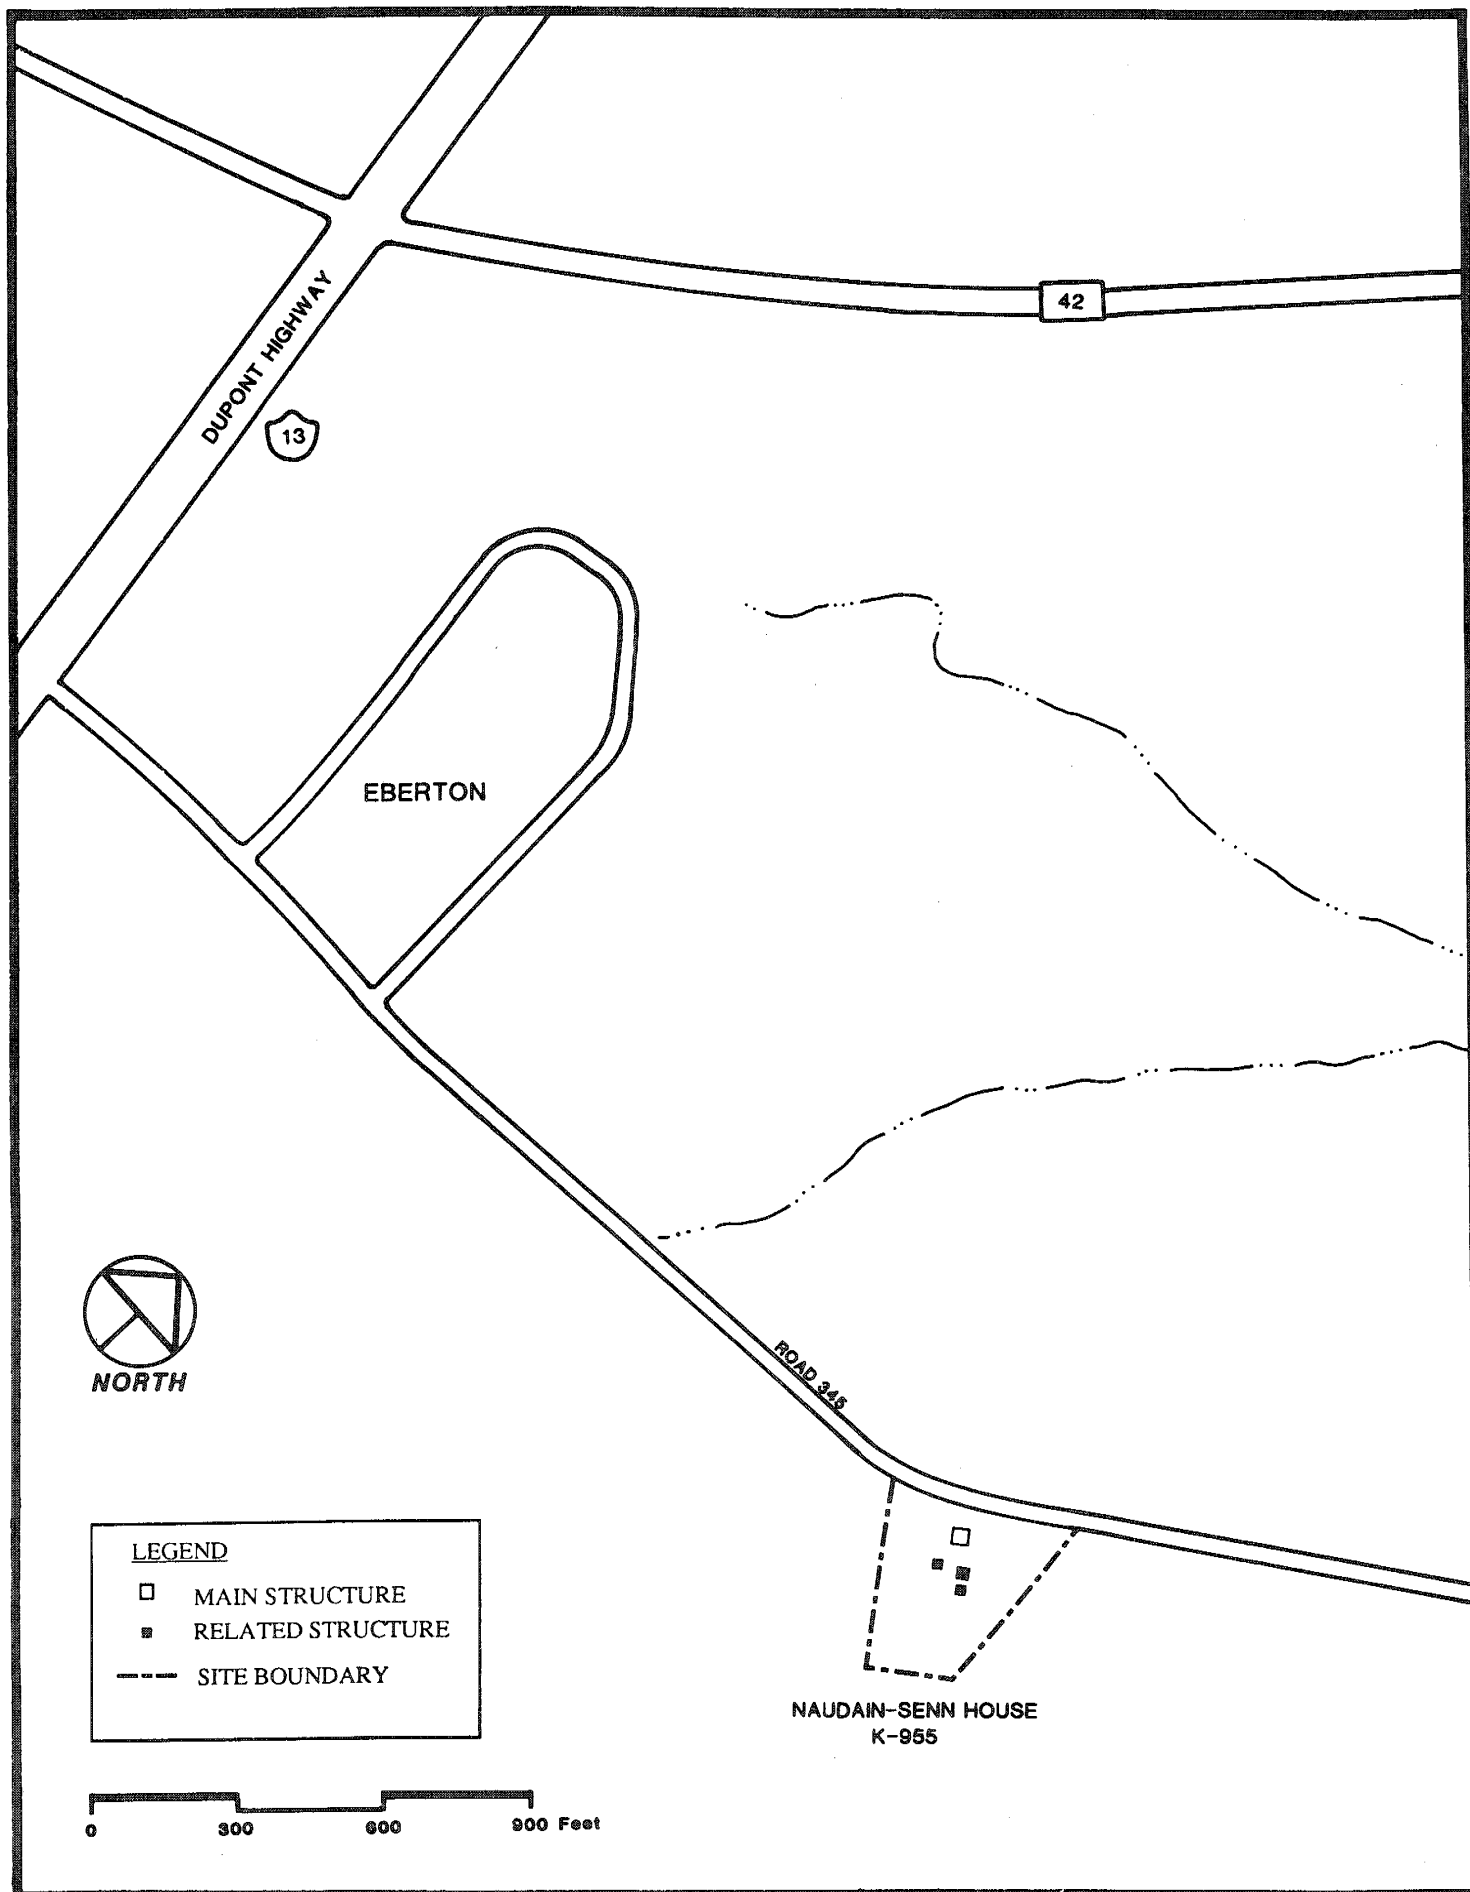 42
DUPONT HIGHWAY
13
EBERTON
NORTH
ROAD 345
LEGEND
MAIN STRUCTURE
RELATED STRUCTURE
SITE BOUNDARY
NAUDAIN-SENN HOUSE
K-955
0 300 600 900 Feet